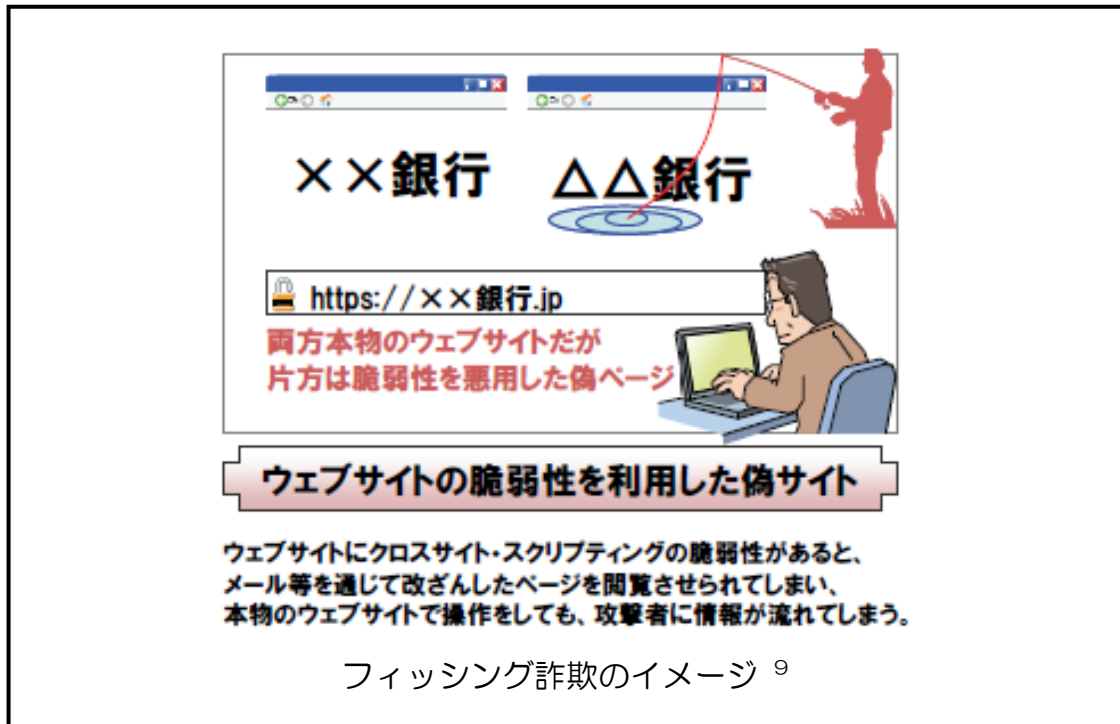 ××銀行 △△銀行
https://××銀行.jp
両方本物のウェブサイトだが
片方は脆弱性を悪用した偽ページ
ウェブサイトの脆弱性を利用した偽サイト
ウェブサイトにクロスサイト・スクリプティングの脆弱性があると、
メール等を通じて改ざんしたページを閲覧させられてしまい、
本物のウェブサイトで操作をしても、攻撃者に情報が流れてしまう。
フィッシング詐欺のイメージ ⁹